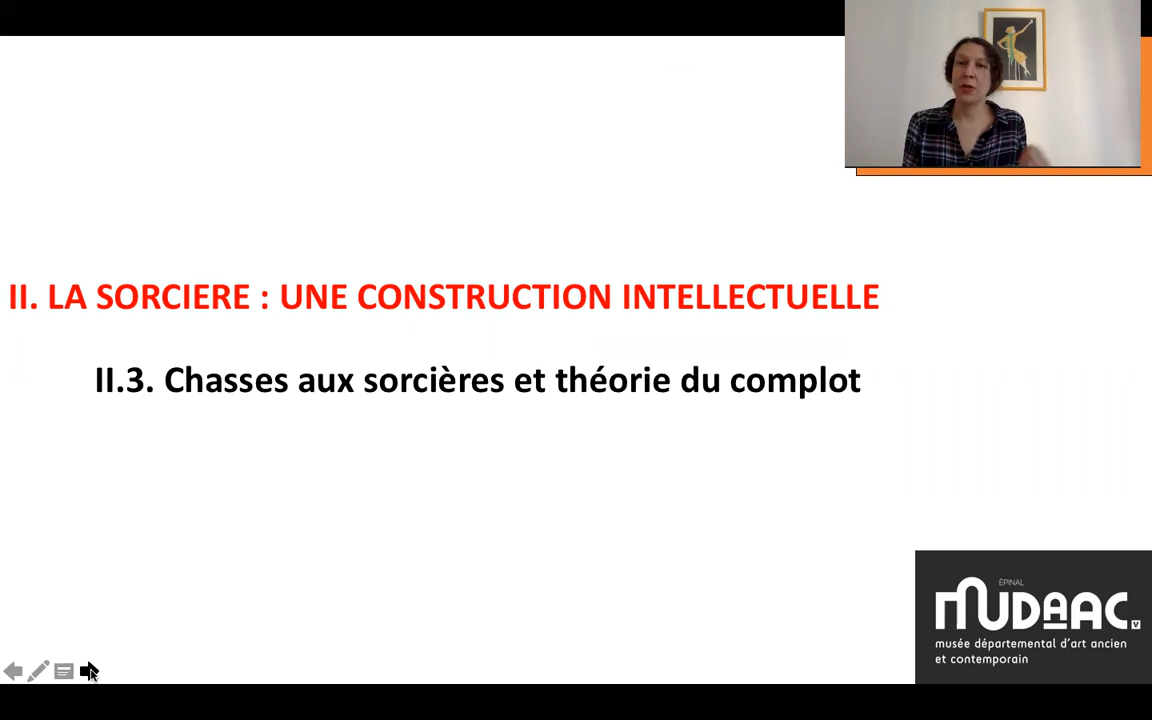 II. LA SORCIERE : UNE CONSTRUCTION INTELLECTUELLE
II.3. Chasses aux sorcières et théorie du complot
ÉPINAL
MUDAAC
V
musée départemental d'art ancien
et contemporain